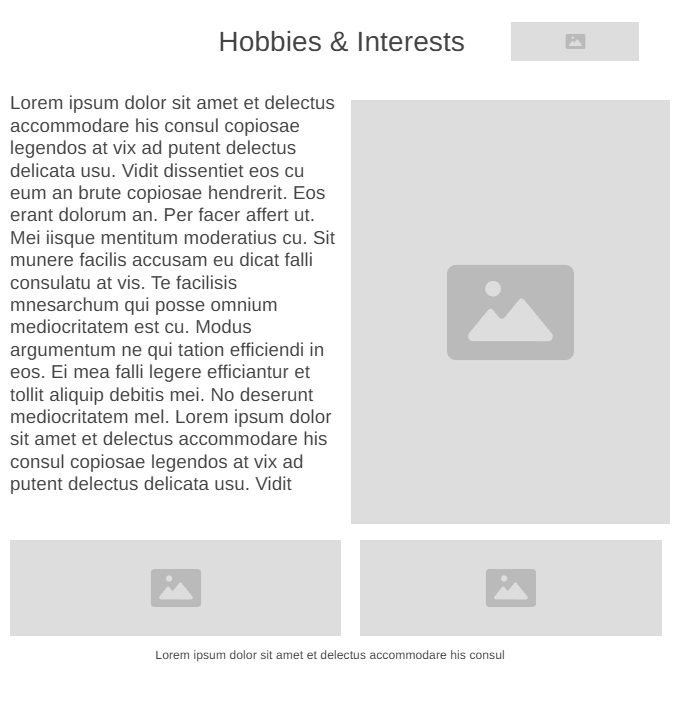 Hobbies & Interests
Lorem ipsum dolor sit amet et delectus
accommodare his consul copiosae
legendos at vix ad putent delectus
delicata usu. Vidit dissentiet eos cu
eum an brute copiosae hendrerit. Eos
erant dolorum an. Per facer affert ut.
Mei iisque mentitum moderatius cu. Sit
munere facilis accusam eu dicat falli
consulatu at vis. Te facilisis
mnesarchum qui posse omnium
mediocritatem est cu. Modus
argumentum ne qui tation efficiendi in
eos. Ei mea falli legere efficiantur et
tollit aliquip debitis mei. No deserunt
mediocritatem mel. Lorem ipsum dolor
sit amet et delectus accommodare his
consul copiosae legendos at vix ad
putent delectus delicata usu. Vidit
Lorem ipsum dolor sit amet et delectus accommodare his consul